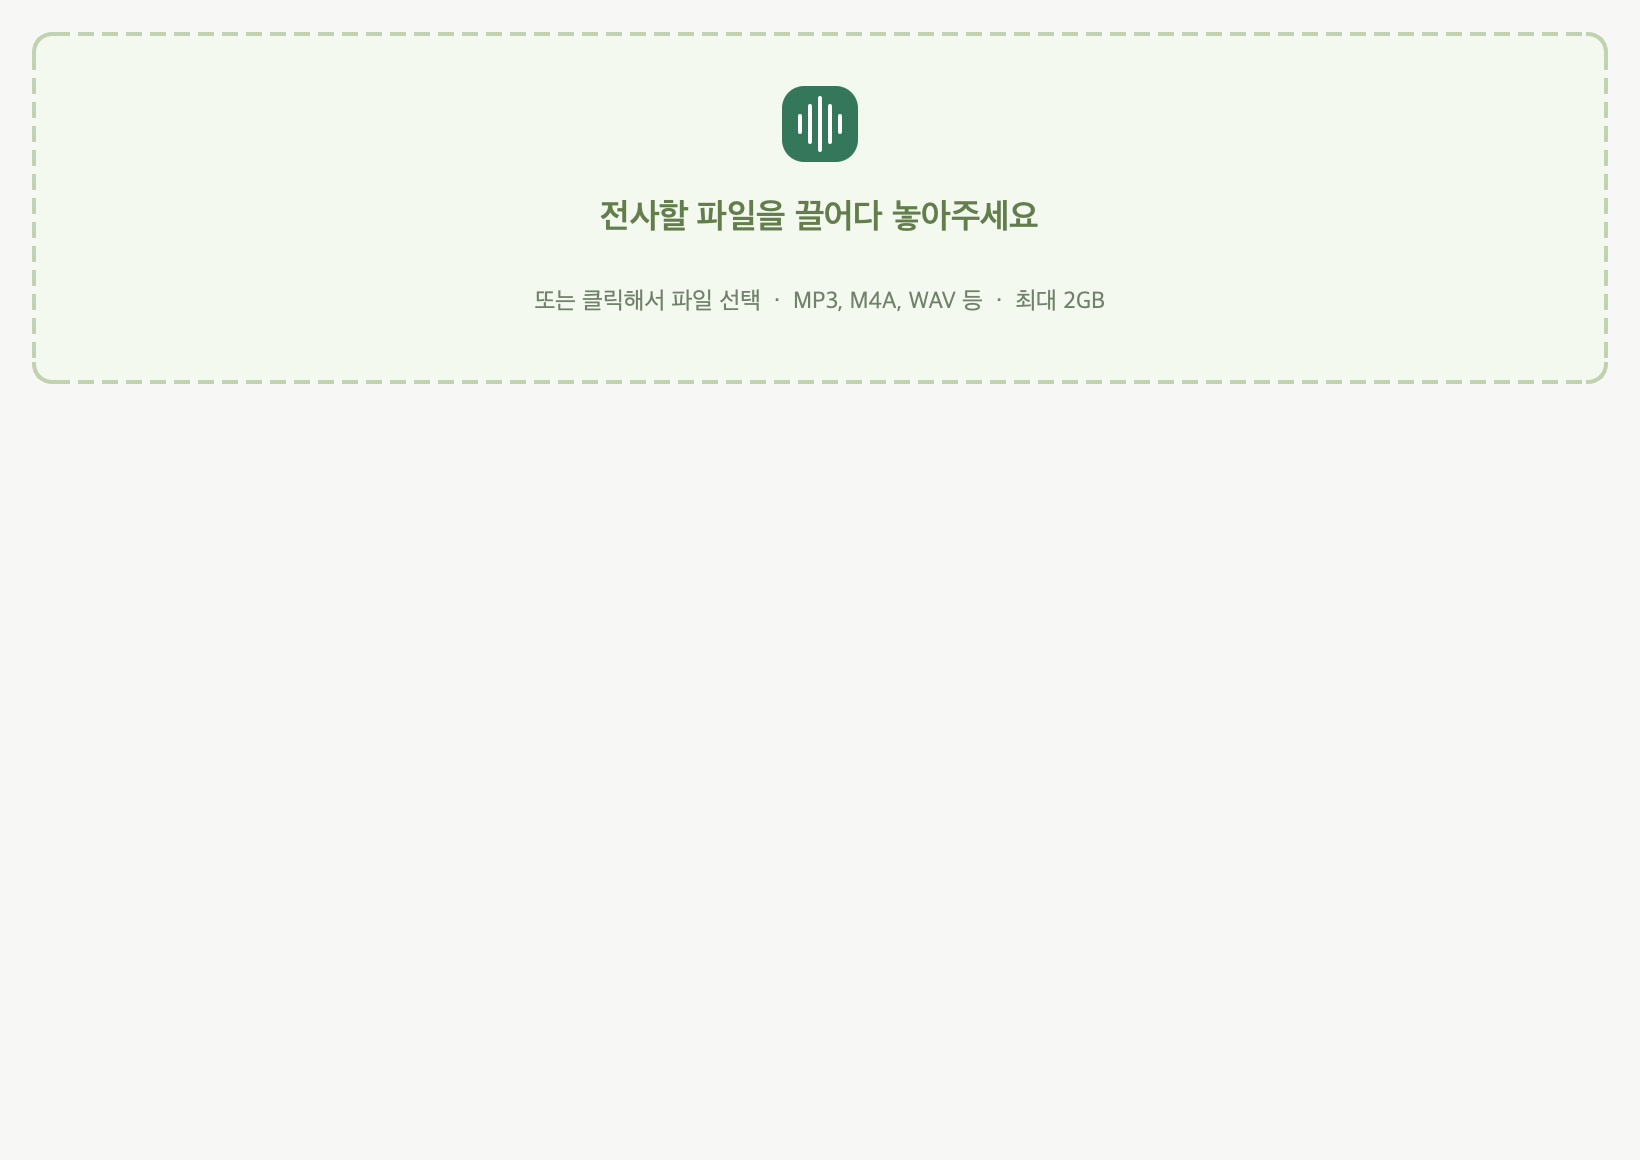 전사할 파일을 끌어다 놓아주세요
또는 클릭해서 파일 선택 · MP3, M4A, WAV 등 · 최대 2GB